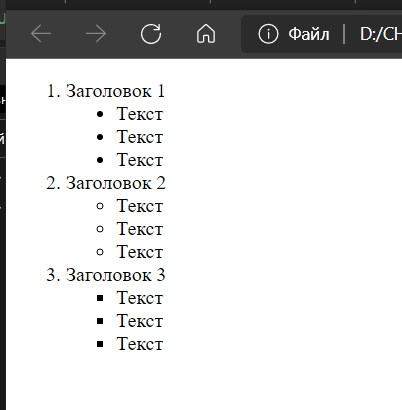 Файл | D:/CH
1. Заголовок 1
• Текст
• Текст
• Текст
2. Заголовок 2
○ Текст
○ Текст
○ Текст
3. Заголовок 3
▪ Текст
▪ Текст
▪ Текст